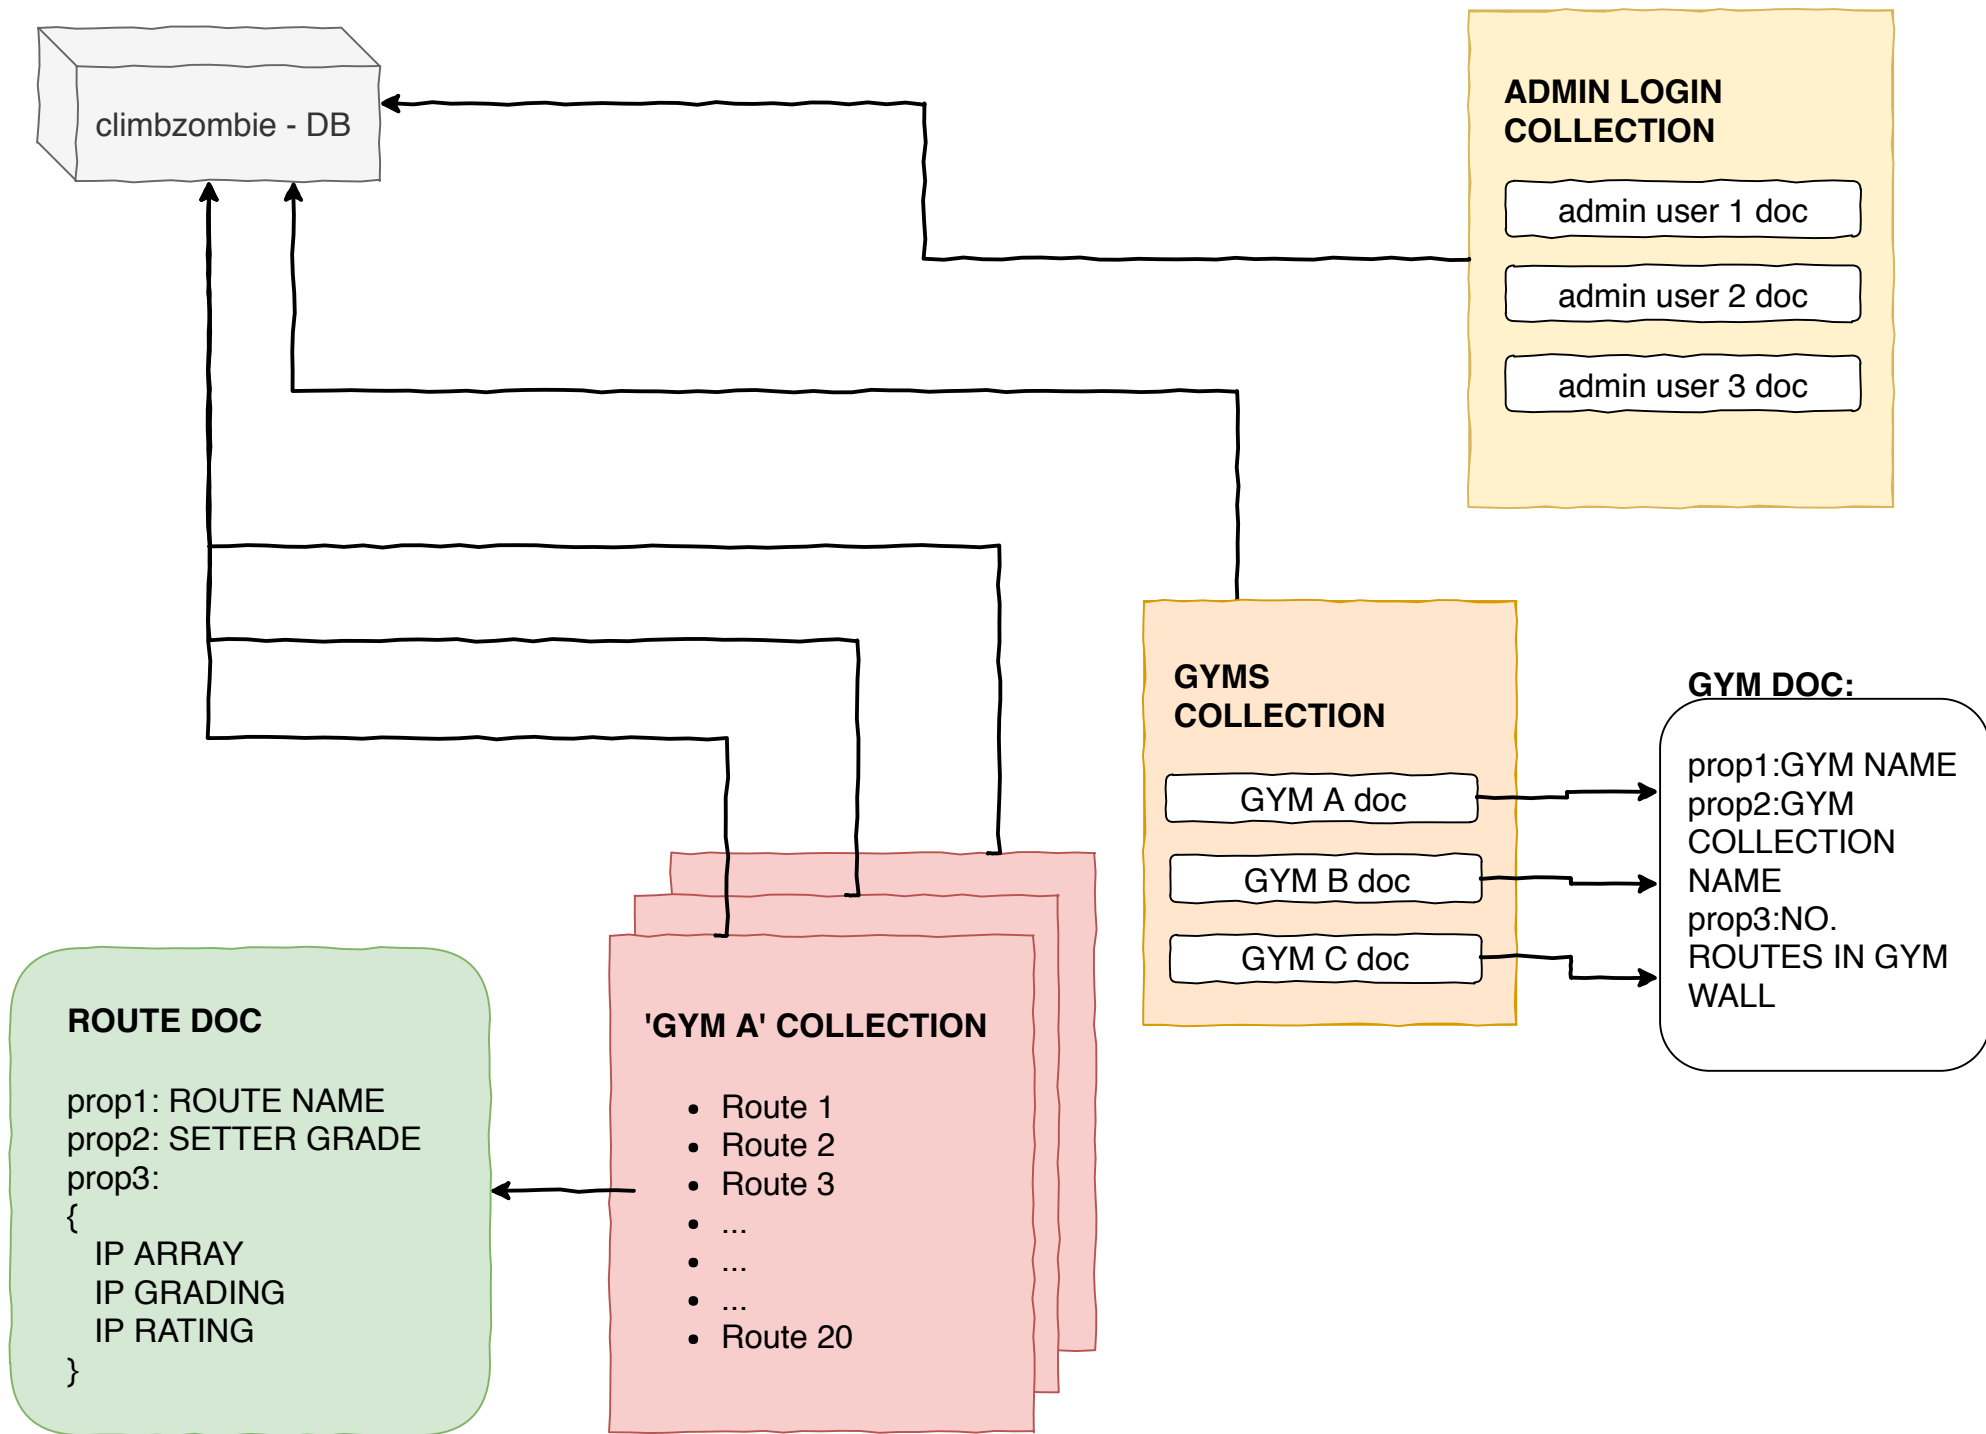 climbzombie - DB
ADMIN LOGIN
COLLECTION
admin user 1 doc
admin user 2 doc
admin user 3 doc
GYMS
COLLECTION
GYM A doc
GYM B doc
GYM C doc
GYM DOC:
prop1:GYM NAME
prop2:GYM
COLLECTION
NAME
prop3:NO.
ROUTES IN GYM
WALL
'GYM A' COLLECTION
• Route 1
• Route 2
• Route 3
• ...
• ...
• ...
• Route 20
ROUTE DOC
prop1: ROUTE NAME
prop2: SETTER GRADE
prop3:
{
IP ARRAY
IP GRADING
IP RATING
}